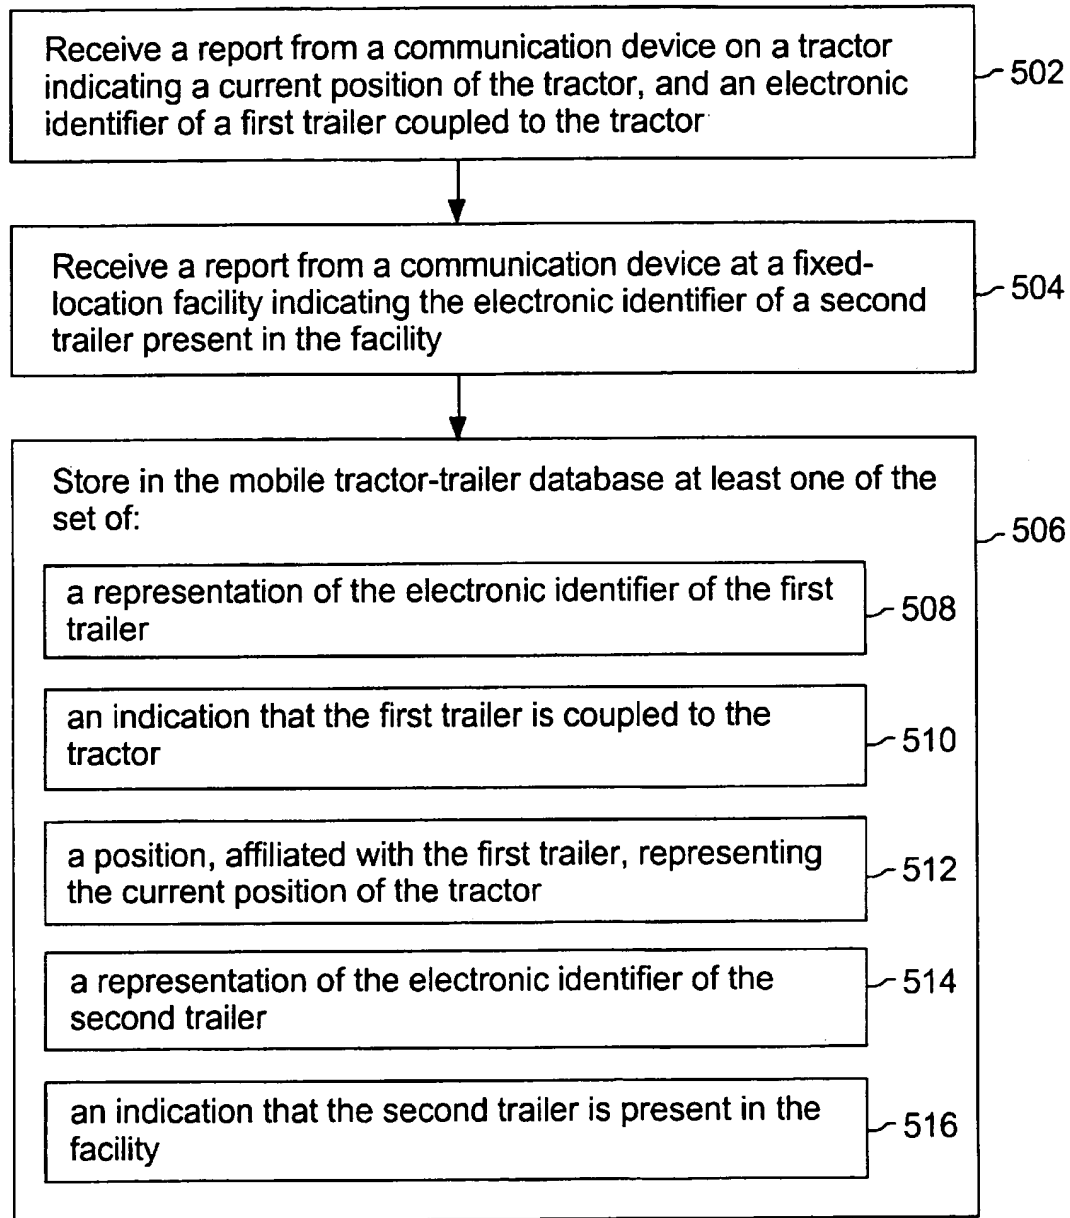 Receive a report from a communication device on a tractor
indicating a current position of the tractor, and an electronic
identifier of a first trailer coupled to the tractor
502
Receive a report from a communication device at a fixed-
location facility indicating the electronic identifier of a second
trailer present in the facility
504
Store in the mobile tractor-trailer database at least one of the
set of:
506
a representation of the electronic identifier of the first
trailer
508
an indication that the first trailer is coupled to the
tractor
510
a position, affiliated with the first trailer, representing
the current position of the tractor
512
a representation of the electronic identifier of the
second trailer
514
an indication that the second trailer is present in the
facility
516